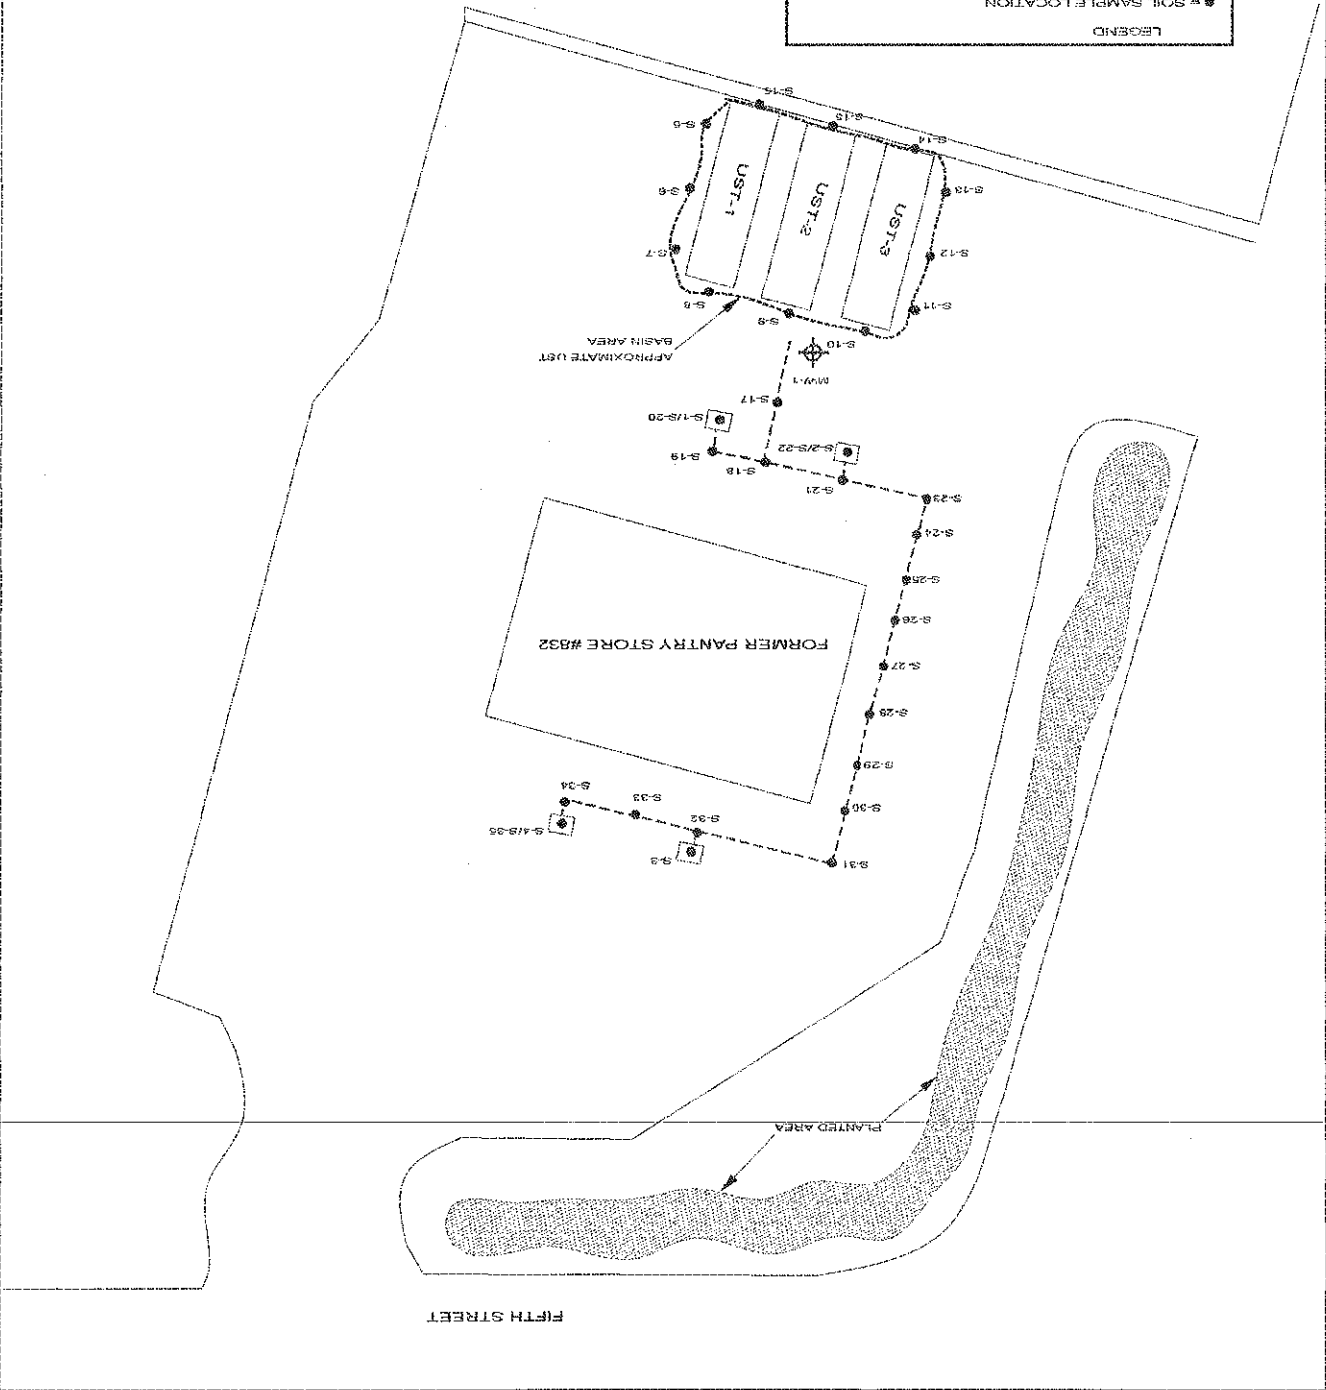 FIFTH STREET
PLANTED AREA
S-31
S-3
S-32
S-4/S-35
S-33
S-34
S-30
S-29
S-28
S-27
FORMER PANTRY STORE #832
S-26
S-25
S-24
S-23
S-21
S-18
S-19
S-2/S-22
S-1/S-20
S-17
MW-1
APPROXIMATE UST
BASIN AREA
S-10
S-9
S-8
S-11
S-12
S-7
UST-3
UST-2
UST-1
S-13
S-6
S-14
S-15
S-5
S-16
LEGEND
SOIL SAMPLE LOCATION